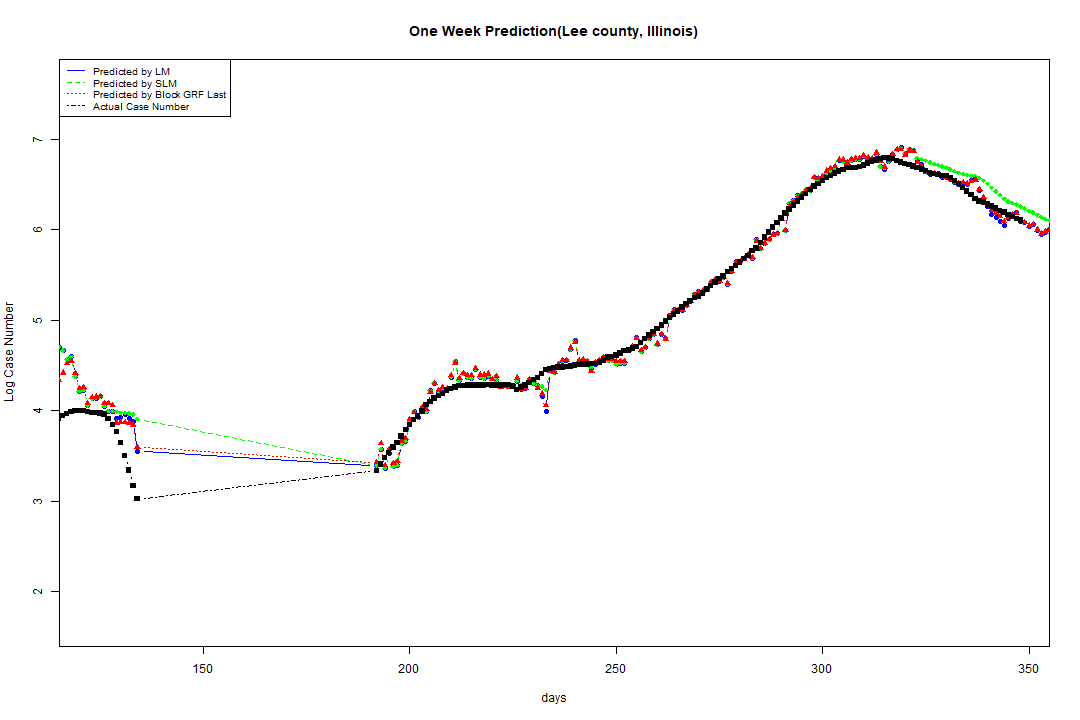 One Week Prediction(Lee county, Illinois)
Predicted by LM
Predicted by SLM
Predicted by Block GRF Last
Actual Case Number
7
6
5
4
3
2
Log Case Number
150 200 250 300 350
days